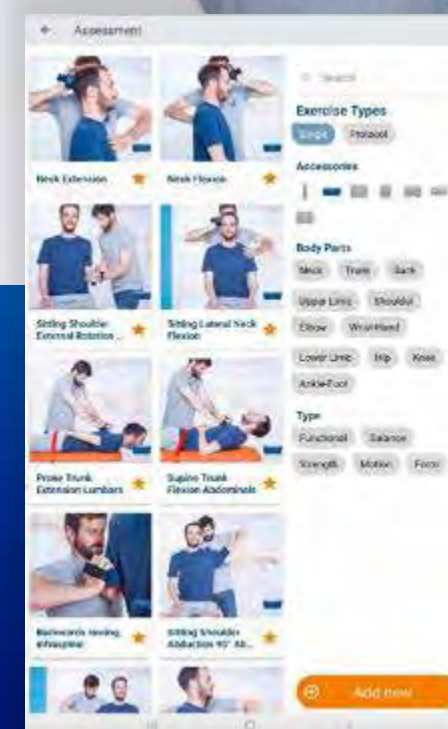 Assessment
Neck Extension
Neck Flexion
Sitting Shoulder
External Rotation ...
Sitting Lateral Neck
Flexion
Prone Trunk
Extension Lumbars
Supine Trunk
Flexion Abdominals
Backwards rowing,
Sitting Shoulder
Abduction 90° Ab...
Search
Exercise Types
Single Protocol
Accessories
Body Parts
Neck Trunk Back
Upper Limb Shoulder
Elbow Wrist-Hand
Lower Limb Hip Knee
Ankle-Foot
Type
Functional Balance
Strength Motion Force
Add new